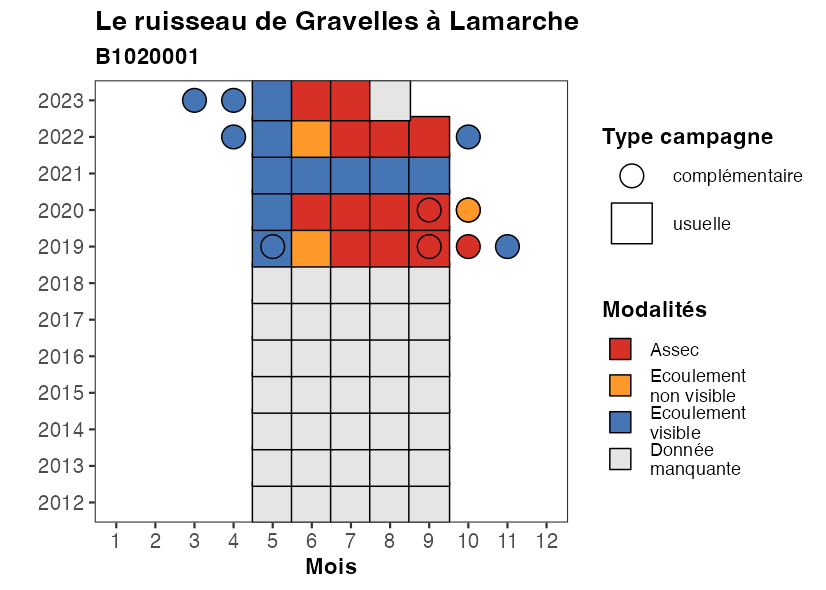 Le ruisseau de Gravelles à Lamarche
B1020001
2023
2022
2021
2020
2019
2018
2017
2016
2015
2014
2013
2012
1 2 3 4 5 6 7 8 9 10 11 12
Mois
Type campagne
complémentaire
usuelle
Modalités
Assec
Ecoulement
non visible
Ecoulement
visible
Donnée
manquante